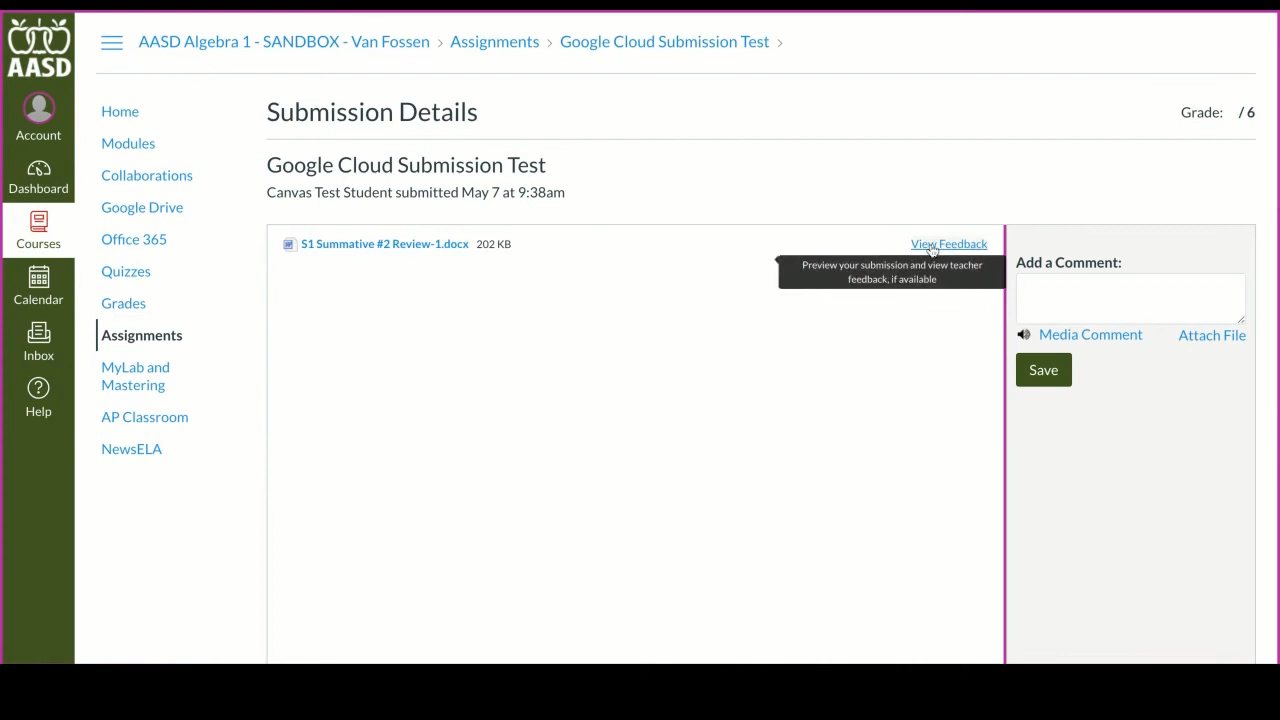 AASD
Account
Dashboard
Courses
Calendar
Inbox
Help
AASD Algebra 1 - SANDBOX - Van Fossen › Assignments › Google Cloud Submission Test ›
Home
Modules
Collaborations
Google Drive
Office 365
Quizzes
Grades
Assignments
MyLab and
Mastering
AP Classroom
NewsELA
Submission Details
Grade: / 6
Google Cloud Submission Test
Canvas Test Student submitted May 7 at 9:38am
S1 Summative #2 Review-1.docx 202 KB
View Feedback
Preview your submission and view teacher
feedback, if available
Add a Comment:
Media Comment
Attach File
Save